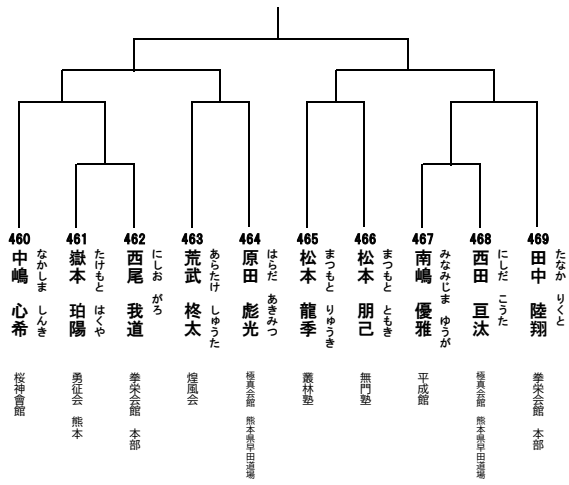 460
中嶋 心希
なかしま しんき
桜神會館
461
嶽本 珀陽
たけもと はくや
勇征会 熊本
462
西尾 我道
にしお がろ
拳栄会館 本部
463
荒武 柊太
あらたけ しゅうた
煌風会
464
原田 彪光
はらだ あきみつ
極真会館 熊本県早田道場
465
松本 龍季
まつもと りゅうき
叢林塾
466
松本 朋己
まつもと ともき
無門塾
467
南嶋 優雅
みなみじま ゆうが
平成館
468
西田 亘汰
にしだ こうた
極真会館 熊本県早田道場
469
田中 陸翔
たなか りくと
拳栄会館 本部